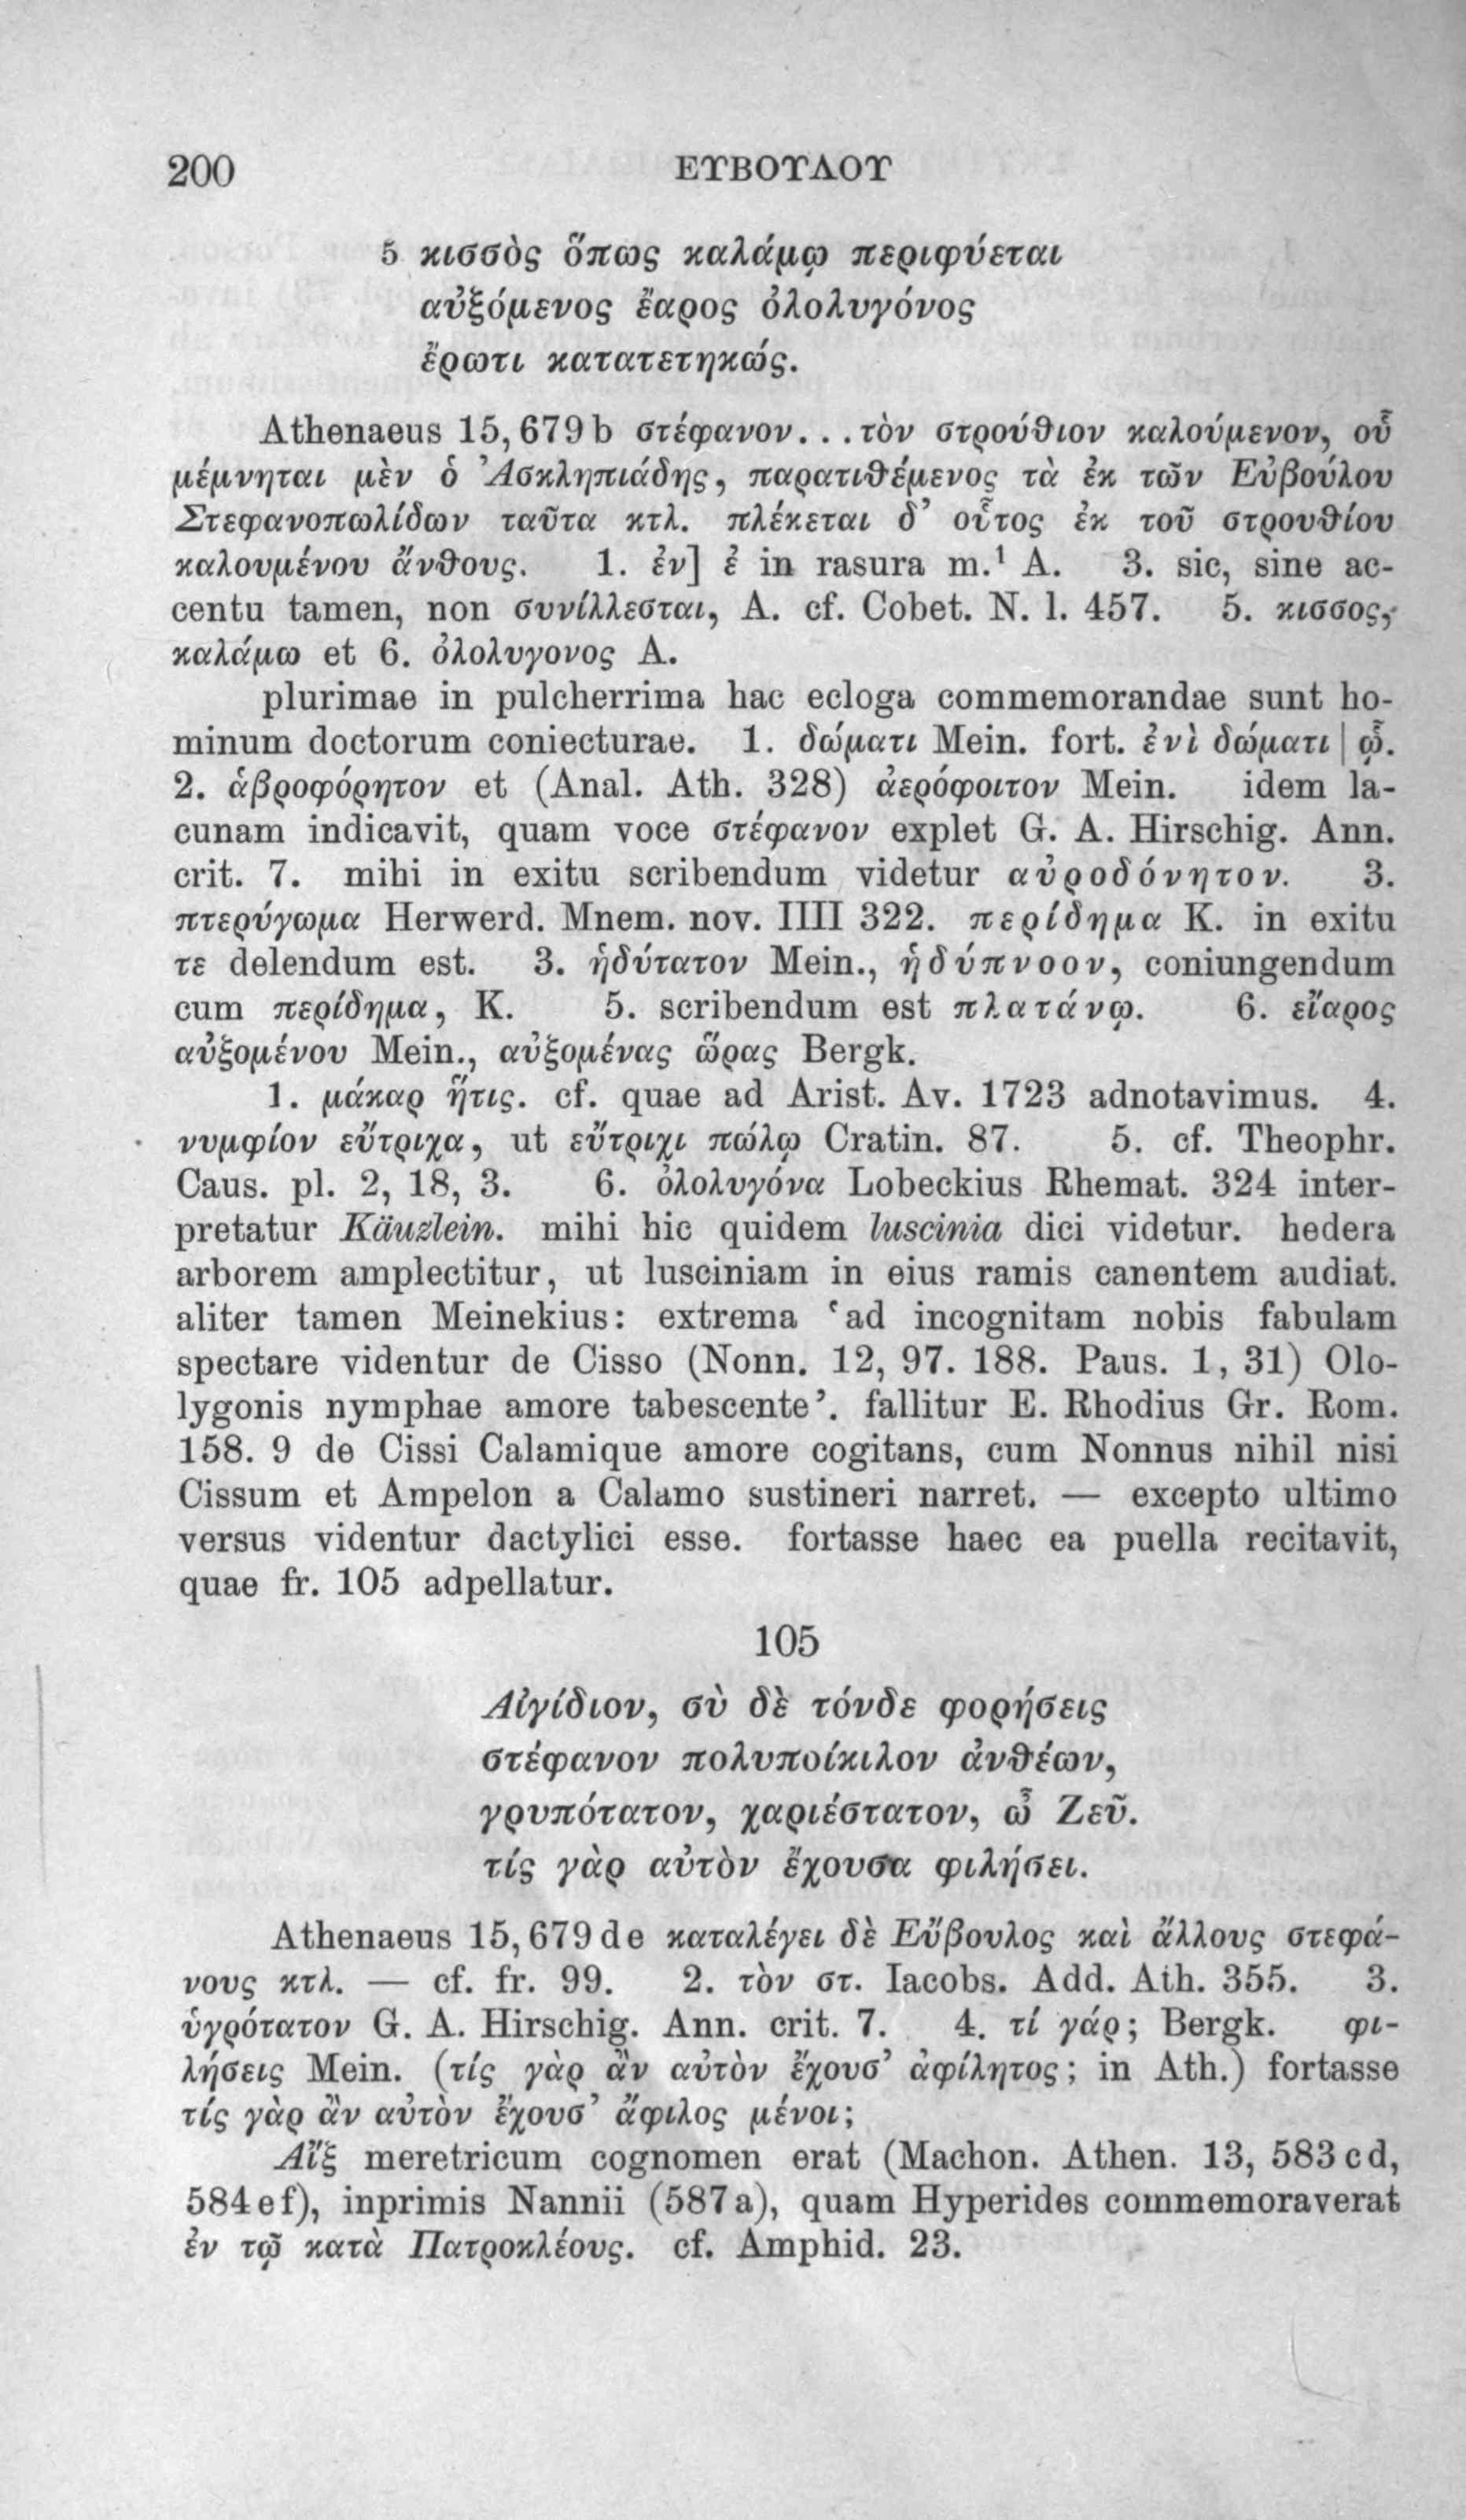 200 ΕΥΒΟΥΛΟΥ
5 κισσὸς ὅπως καλάμῳ περιφύεται
αὐξόμενος ἔαρος ὀλολυγόνος
ἔρωτι κατατετηκώς.
Athenaeus 15, 679 b στέφανον... τὸν στρούθιον καλούμενον, οὗ
μέμνηται μὲν ὁ Ἀσκληπιάδης, παρατιθέμενος τὰ ἐκ τῶν Εὐβούλου
Στεφανοπωλίδων ταῦτα κτλ. πλέκεται δ’ οὗτος ἐκ τοῦ στρουθίου
καλουμένου ἄνθους. 1. ἐν] ἐ in rasura m.¹ A. 3. sic, sine ac-
centu tamen, non συνίλλεσται, A. cf. Cobet. N. l. 457. 5. κισσος,
καλάμω et 6. ὀλολυγονος A.
plurimae in pulcherrima hac ecloga commemorandae sunt ho-
minum doctorum coniecturae. 1. δώματι Mein. fort. ἐνὶ δώματι | ᾧ.
2. ἁβροφόρητον et (Anal. Ath. 328) ἀερόφοιτον Mein. idem la-
cunam indicavit, quam voce στέφανον explet G. A. Hirschig. Ann.
crit. 7. mihi in exitu scribendum videtur αὐροδόνητον. 3.
πτερύγωμα Herwerd. Mnem. nov. IIII 322. περίδημα K. in exitu
τε delendum est. 3. ἡδύτατον Mein., ἡδύπνοον, coniungendum
cum περίδημα, K. 5. scribendum est πλατάνῳ. 6. εἴαρος
αὐξομένου Mein., αὐξομένας ὥρας Bergk.
1. μάκαρ ἥτις. cf. quae ad Arist. Av. 1723 adnotavimus. 4.
νυμφίον εὔτριχα, ut εὔτριχι πώλῳ Cratin. 87. 5. cf. Theophr.
Caus. pl. 2, 18, 3. 6. ὀλολυγόνα Lobeckius Rhemat. 324 inter-
pretatur Käuzlein. mihi hic quidem luscinia dici videtur. hedera
arborem amplectitur, ut lusciniam in eius ramis canentem audiat.
aliter tamen Meinekius: extrema ‘ad incognitam nobis fabulam
spectare videntur de Cisso (Nonn. 12, 97. 188. Paus. 1, 31) Olo-
lygonis nymphae amore tabescente’. fallitur E. Rhodius Gr. Rom.
158. 9 de Cissi Calamique amore cogitans, cum Nonnus nihil nisi
Cissum et Ampelon a Calamo sustineri narret. — excepto ultimo
versus videntur dactylici esse. fortasse haec ea puella recitavit,
quae fr. 105 adpellatur.
105
Αἰγίδιον, σὺ δὲ τόνδε φορήσεις
στέφανον πολυποίκιλον ἀνθέων,
γρυπότατον, χαριέστατον, ὦ Ζεῦ.
τίς γὰρ αὐτὸν ἔχουσα φιλήσει.
Athenaeus 15, 679 de καταλέγει δὲ Εὔβουλος καὶ ἄλλους στεφά-
νους κτλ. — cf. fr. 99. 2. τὸν στ. Iacobs. Add. Ath. 355. 3.
ὑγρότατον G. A. Hirschig. Ann. crit. 7. 4. τί γάρ; Bergk. φι-
λήσεις Mein. (τίς γὰρ ἂν αὐτὸν ἔχουσ’ ἀφίλητος; in Ath.) fortasse
τίς γὰρ ἂν αὐτὸν ἔχουσ’ ἄφιλος μένοι;
Αἴξ meretricum cognomen erat (Machon. Athen. 13, 583 cd,
584 ef), inprimis Nannii (587 a), quam Hyperides commemoraverat
ἐν τῷ κατὰ Πατροκλέους. cf. Amphid. 23.